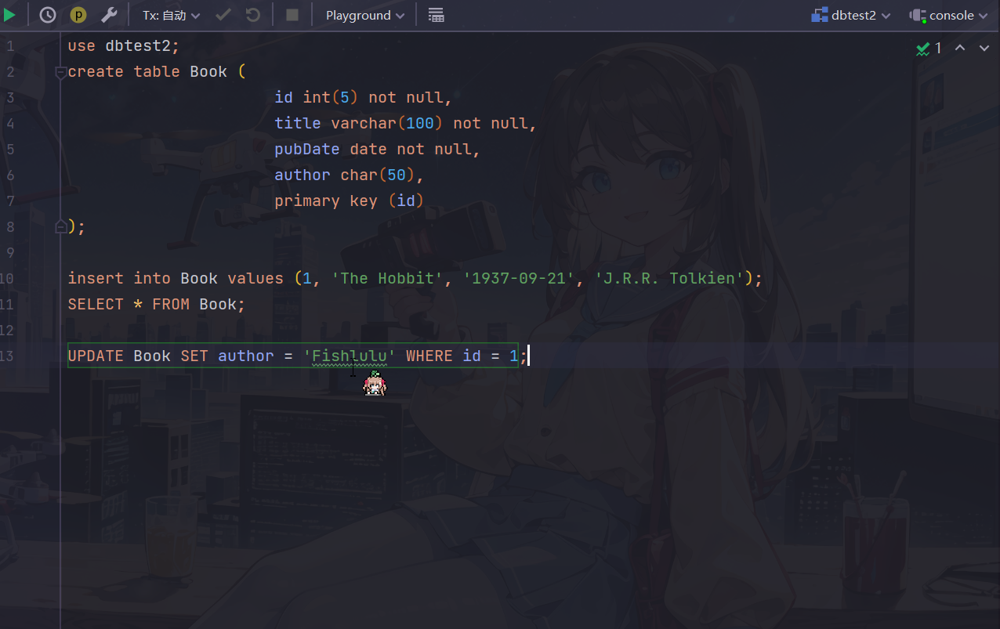 p Tx: 自动 Playground dbtest2 console
1 use dbtest2; 1
2 create table Book (
3 id int(5) not null,
4 title varchar(100) not null,
5 pubDate date not null,
6 author char(50),
7 primary key (id)
8 );
9
10 insert into Book values (1, 'The Hobbit', '1937-09-21', 'J.R.R. Tolkien');
11 SELECT * FROM Book;
12
13 UPDATE Book SET author = 'Fishlulu' WHERE id = 1;